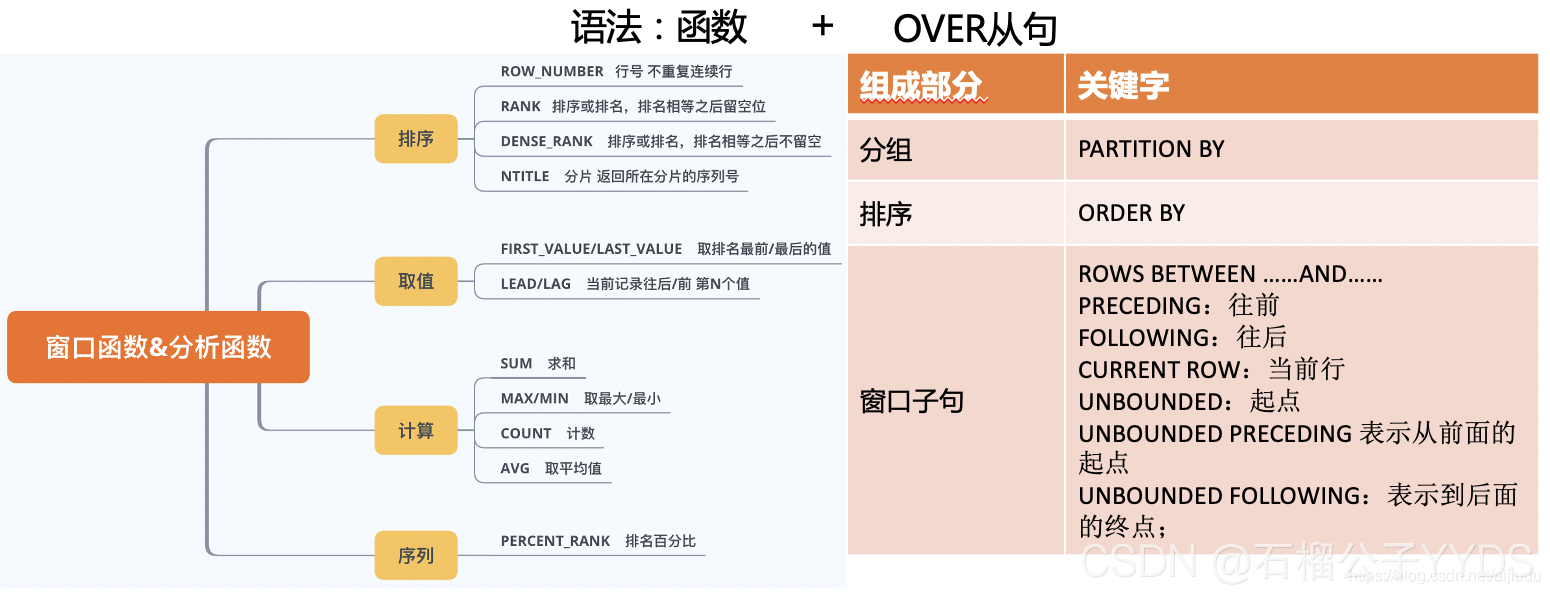 语法：函数 + OVER从句
窗口函数&分析函数
排序
ROW_NUMBER 行号 不重复连续行
RANK 排序或排名，排名相等之后留空位
DENSE_RANK 排序或排名，排名相等之后不留空
NTITLE 分片 返回所在分片的序列号
取值
FIRST_VALUE/LAST_VALUE 取排名最前/最后的值
LEAD/LAG 当前记录往后/前 第N个值
计算
SUM 求和
MAX/MIN 取最大/最小
COUNT 计数
AVG 取平均值
序列
PERCENT_RANK 排名百分比
组成部分 关键字
分组 PARTITION BY
排序 ORDER BY
窗口子句
ROWS BETWEEN ……AND……
PRECEDING：往前
FOLLOWING：往后
CURRENT ROW：当前行
UNBOUNDED：起点
UNBOUNDED PRECEDING 表示从前面的
起点
UNBOUNDED FOLLOWING：表示到后面
的终点；
CSDN @石榴公子YYDS